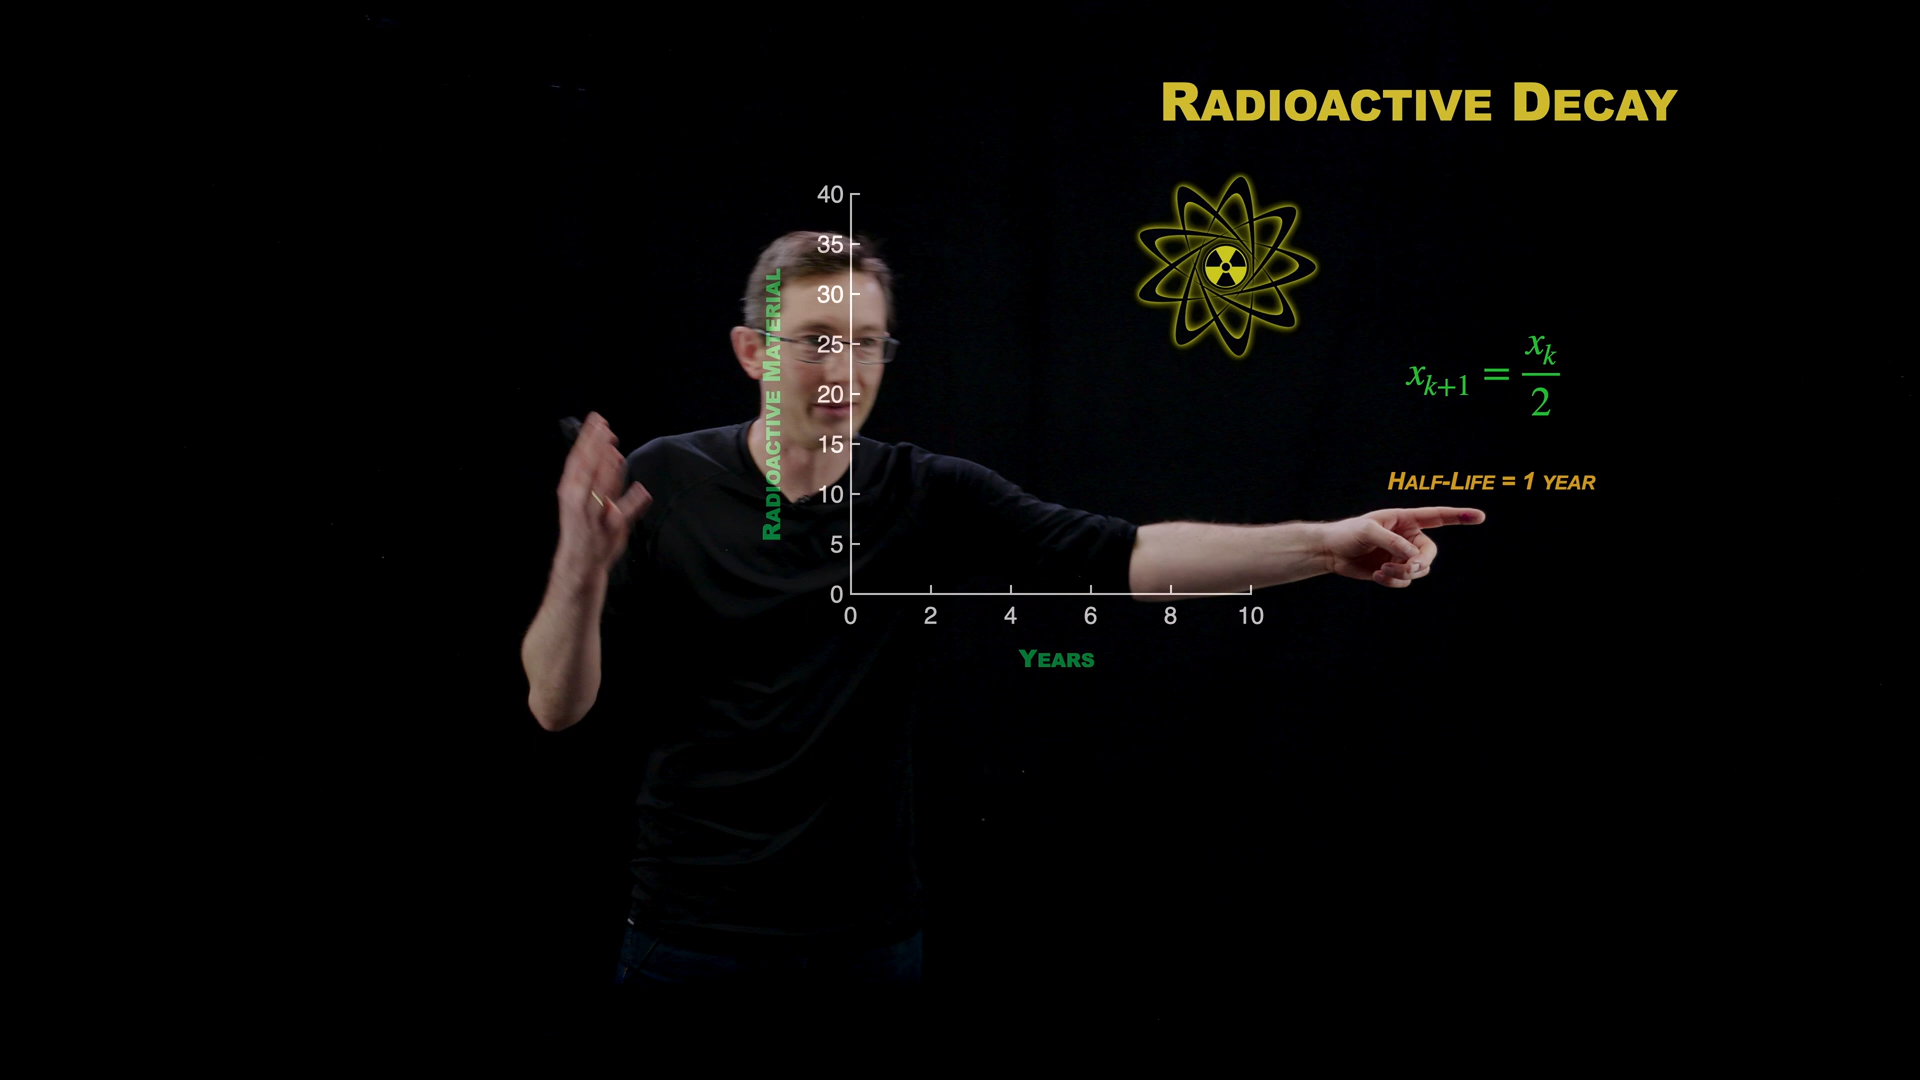 RADIOACTIVE DECAY
40
35
30
25
20
15
10
5
0
RADIOACTIVE MATERIAL
0 2 4 6 8 10
YEARS
x_{k+1} = x_k / 2
HALF-LIFE = 1 YEAR